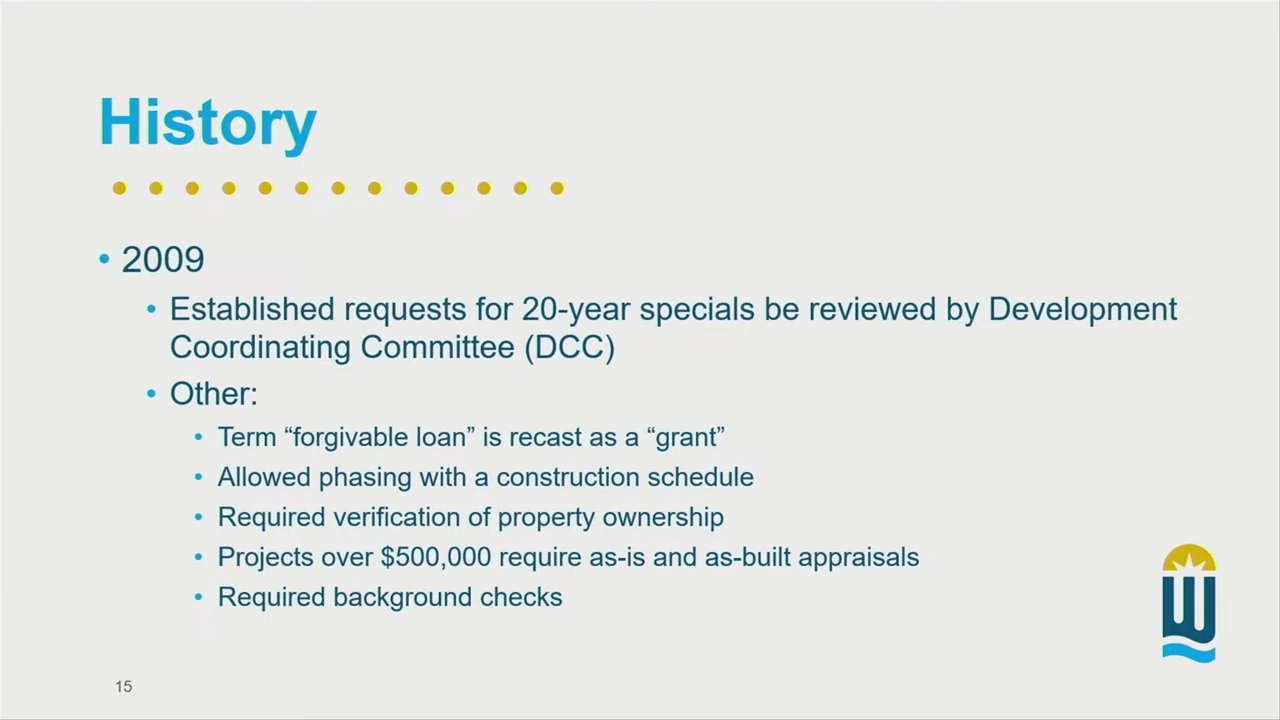 History
• 2009
• Established requests for 20-year specials be reviewed by Development
Coordinating Committee (DCC)
• Other:
• Term “forgivable loan” is recast as a “grant”
• Allowed phasing with a construction schedule
• Required verification of property ownership
• Projects over $500,000 require as-is and as-built appraisals
• Required background checks
15